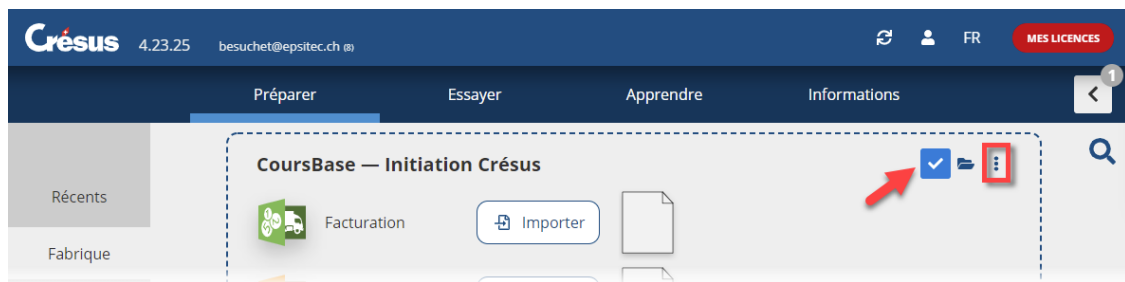 Crésus 4.23.25 besuchet@epsitec.ch (8) FR MES LICENCES
Préparer Essayer Apprendre Informations 1
CoursBase — Initiation Crésus
Récents
Facturation Importer
Fabrique